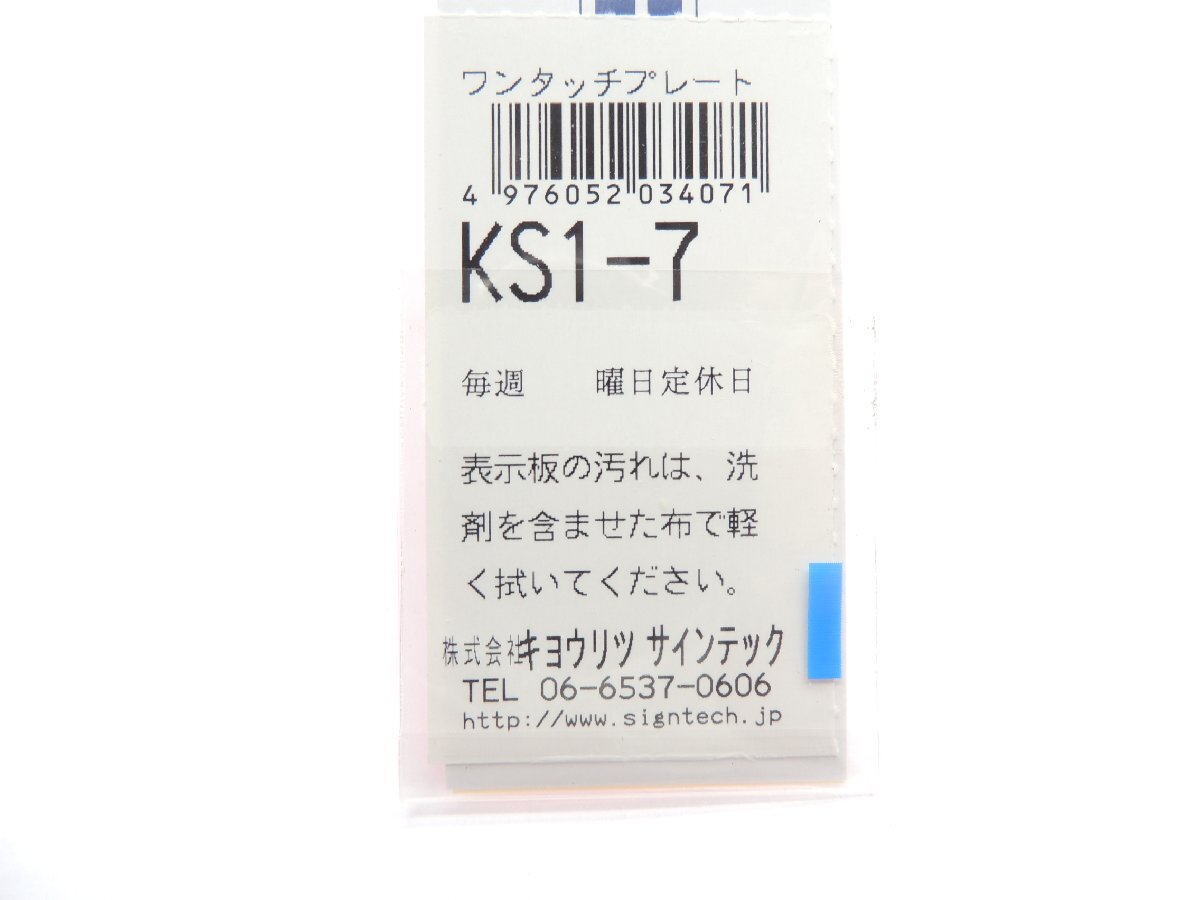 ワンタッチプレート
4 976052 034071
KS1-7
毎週　　曜日定休日
表示板の汚れは、洗
剤を含ませた布で軽
く拭いてください。
株式会社キョウリツ サインテック
TEL 06-6537-0606
http://www.signtech.jp